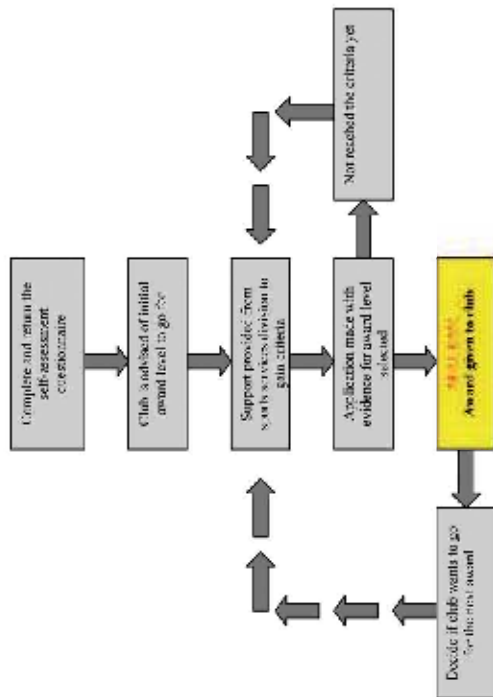 Complete and return the
self-assessment
questionnaire
Club is advised of initial
award level to go for
Support provided from
sports services division to
gain criteria
Application made with
evidence for award level
selected
Not reached the criteria yet
Award given to club
Decide if club wants to go
for the next award